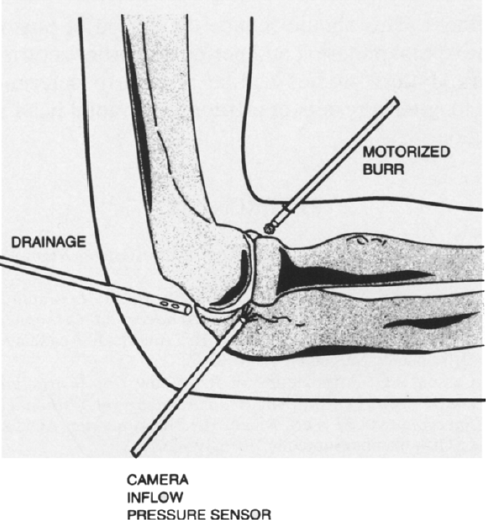 MOTORIZED
BURR
DRAINAGE
CAMERA
INFLOW
PRESSURE SENSOR